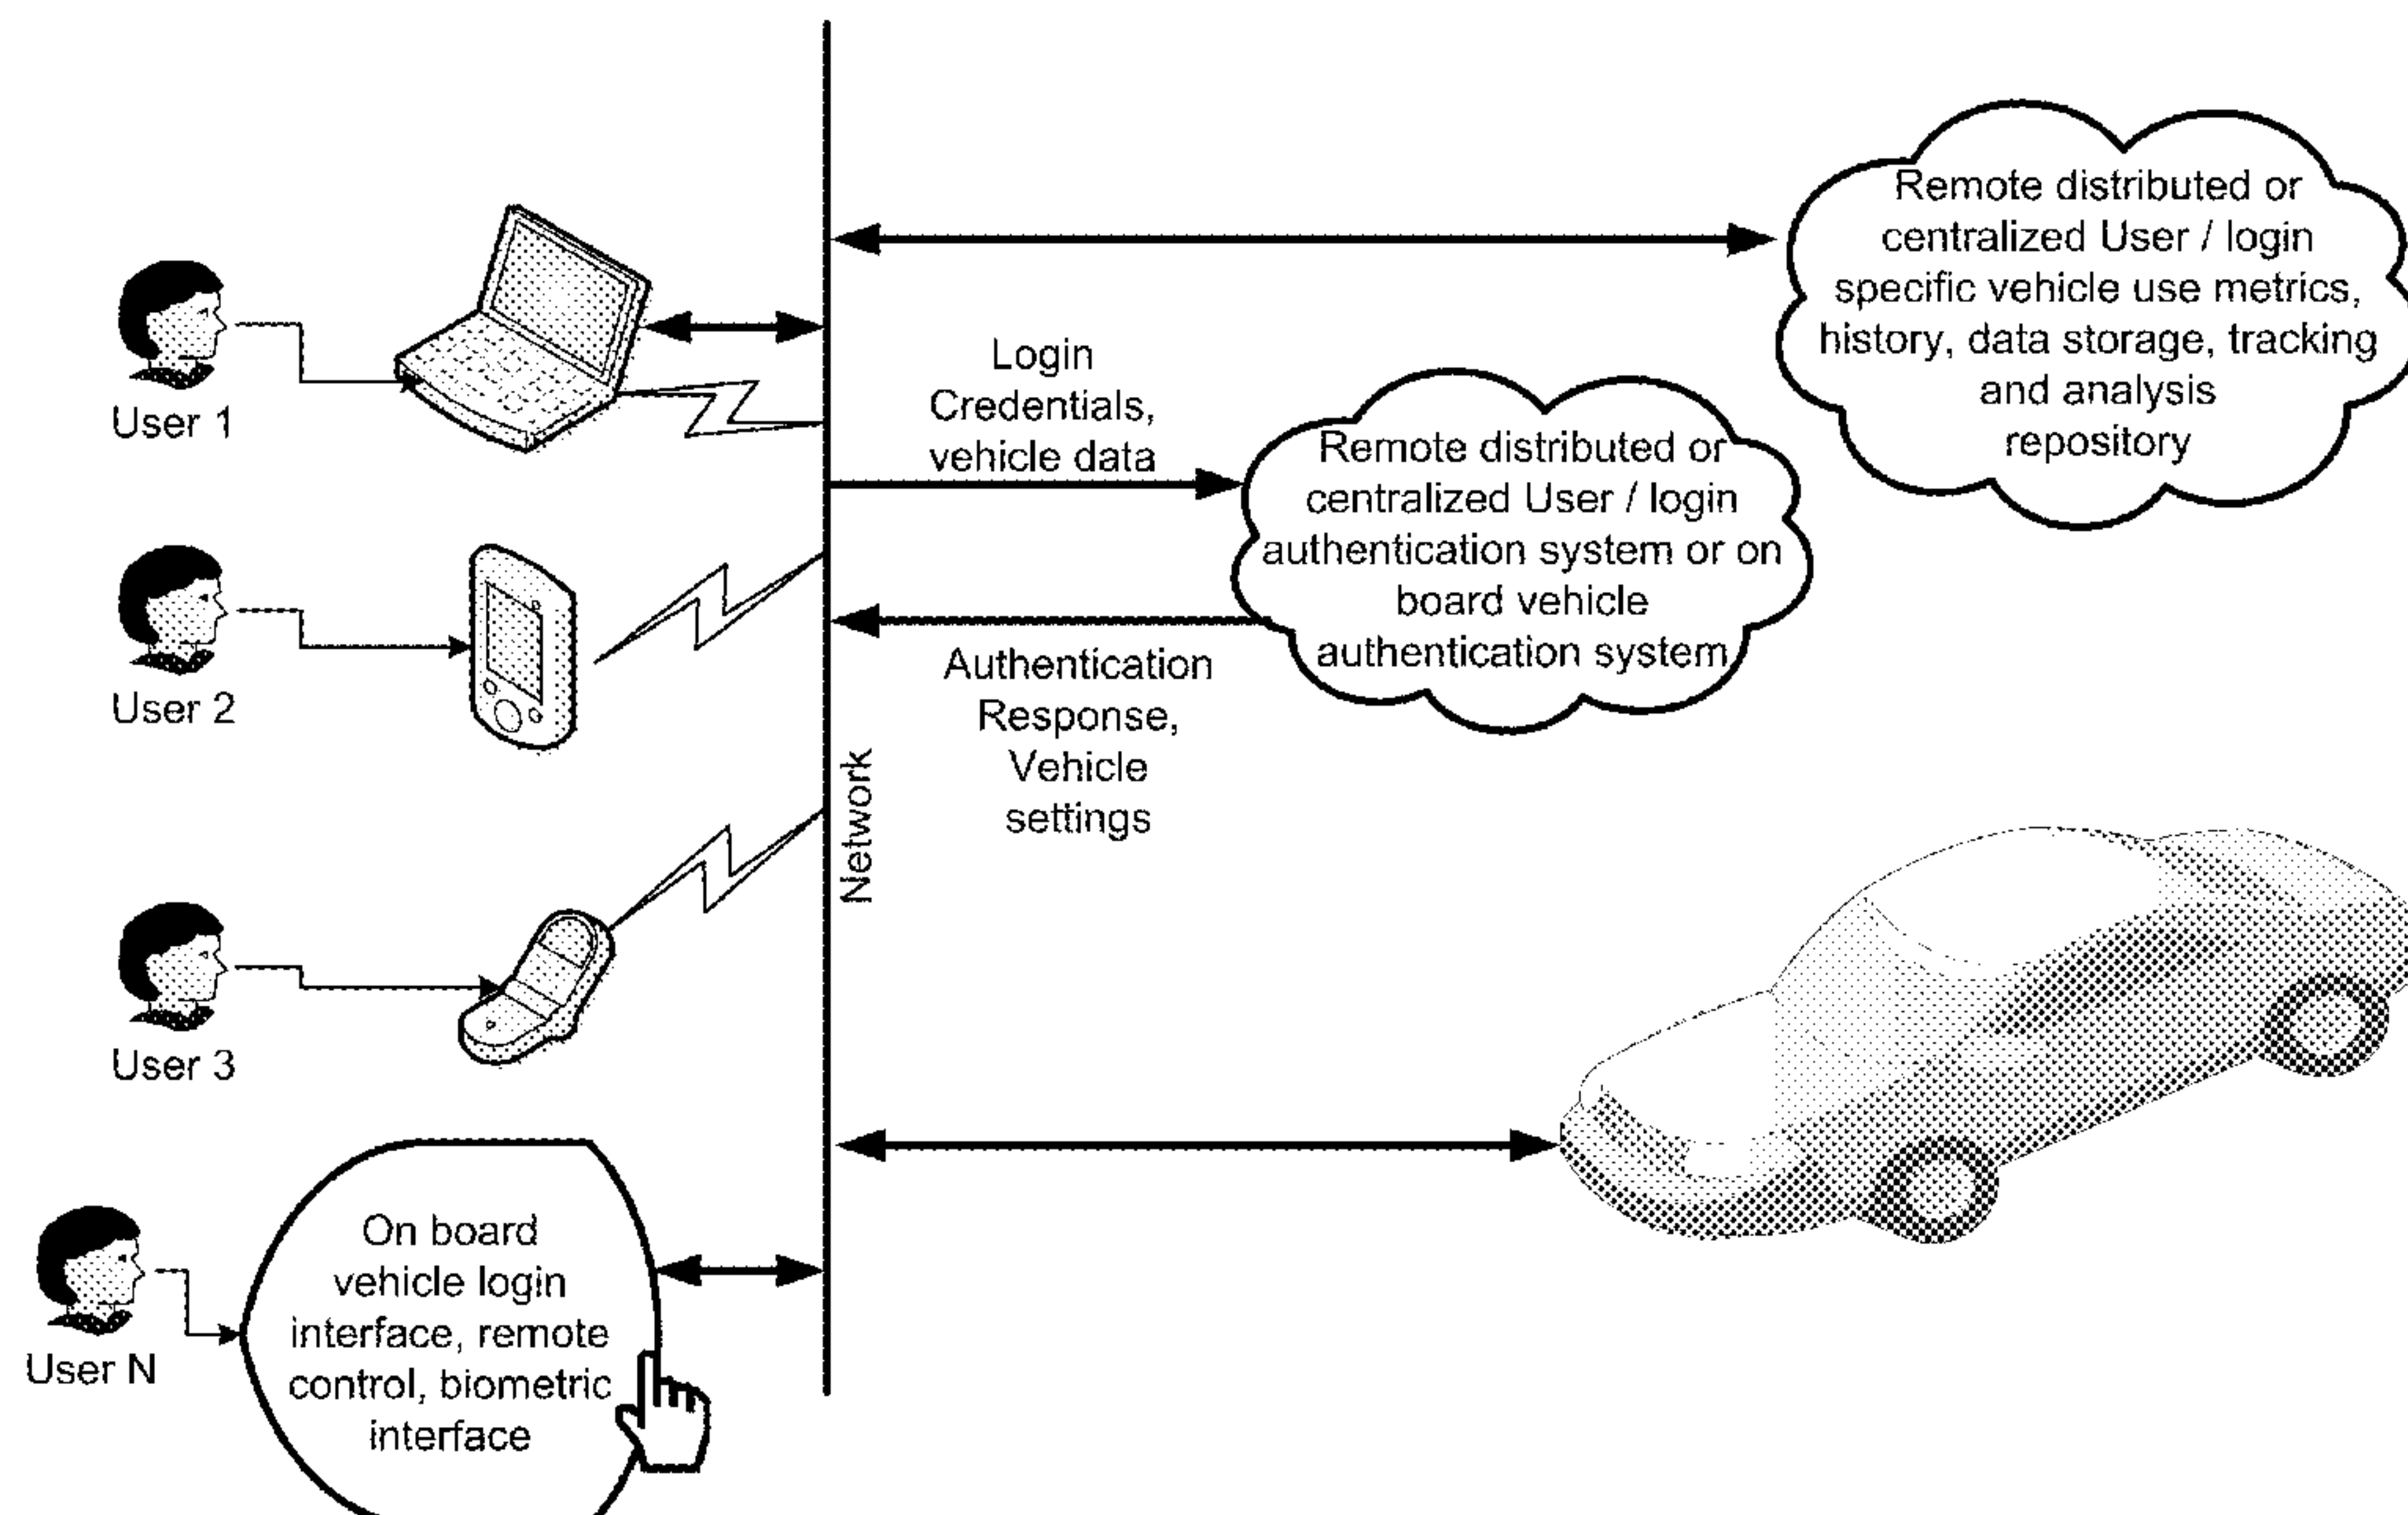 Remote distributed or
centralized User / login
specific vehicle use metrics,
history, data storage, tracking
and analysis
repository
User 1
Login
Credentials,
vehicle data
Remote distributed or
centralized User / login
authentication system or on
board vehicle
authentication system
User 2
Authentication
Response,
Vehicle
settings
Network
User 3
On board
vehicle login
interface, remote
control, biometric
interface
User N